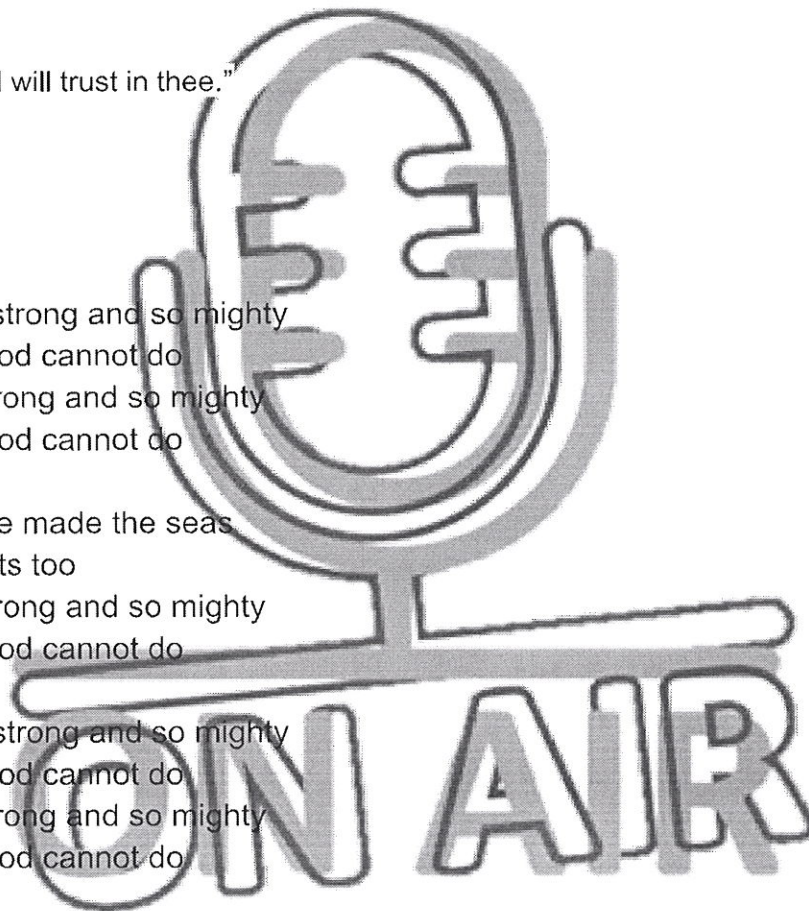 I will trust in thee.”
strong and so mighty
od cannot do
rong and so mighty
od cannot do
e made the seas
ts too
rong and so mighty
od cannot do
strong and so mighty
od cannot do
rong and so mighty
od cannot do
ON AIR